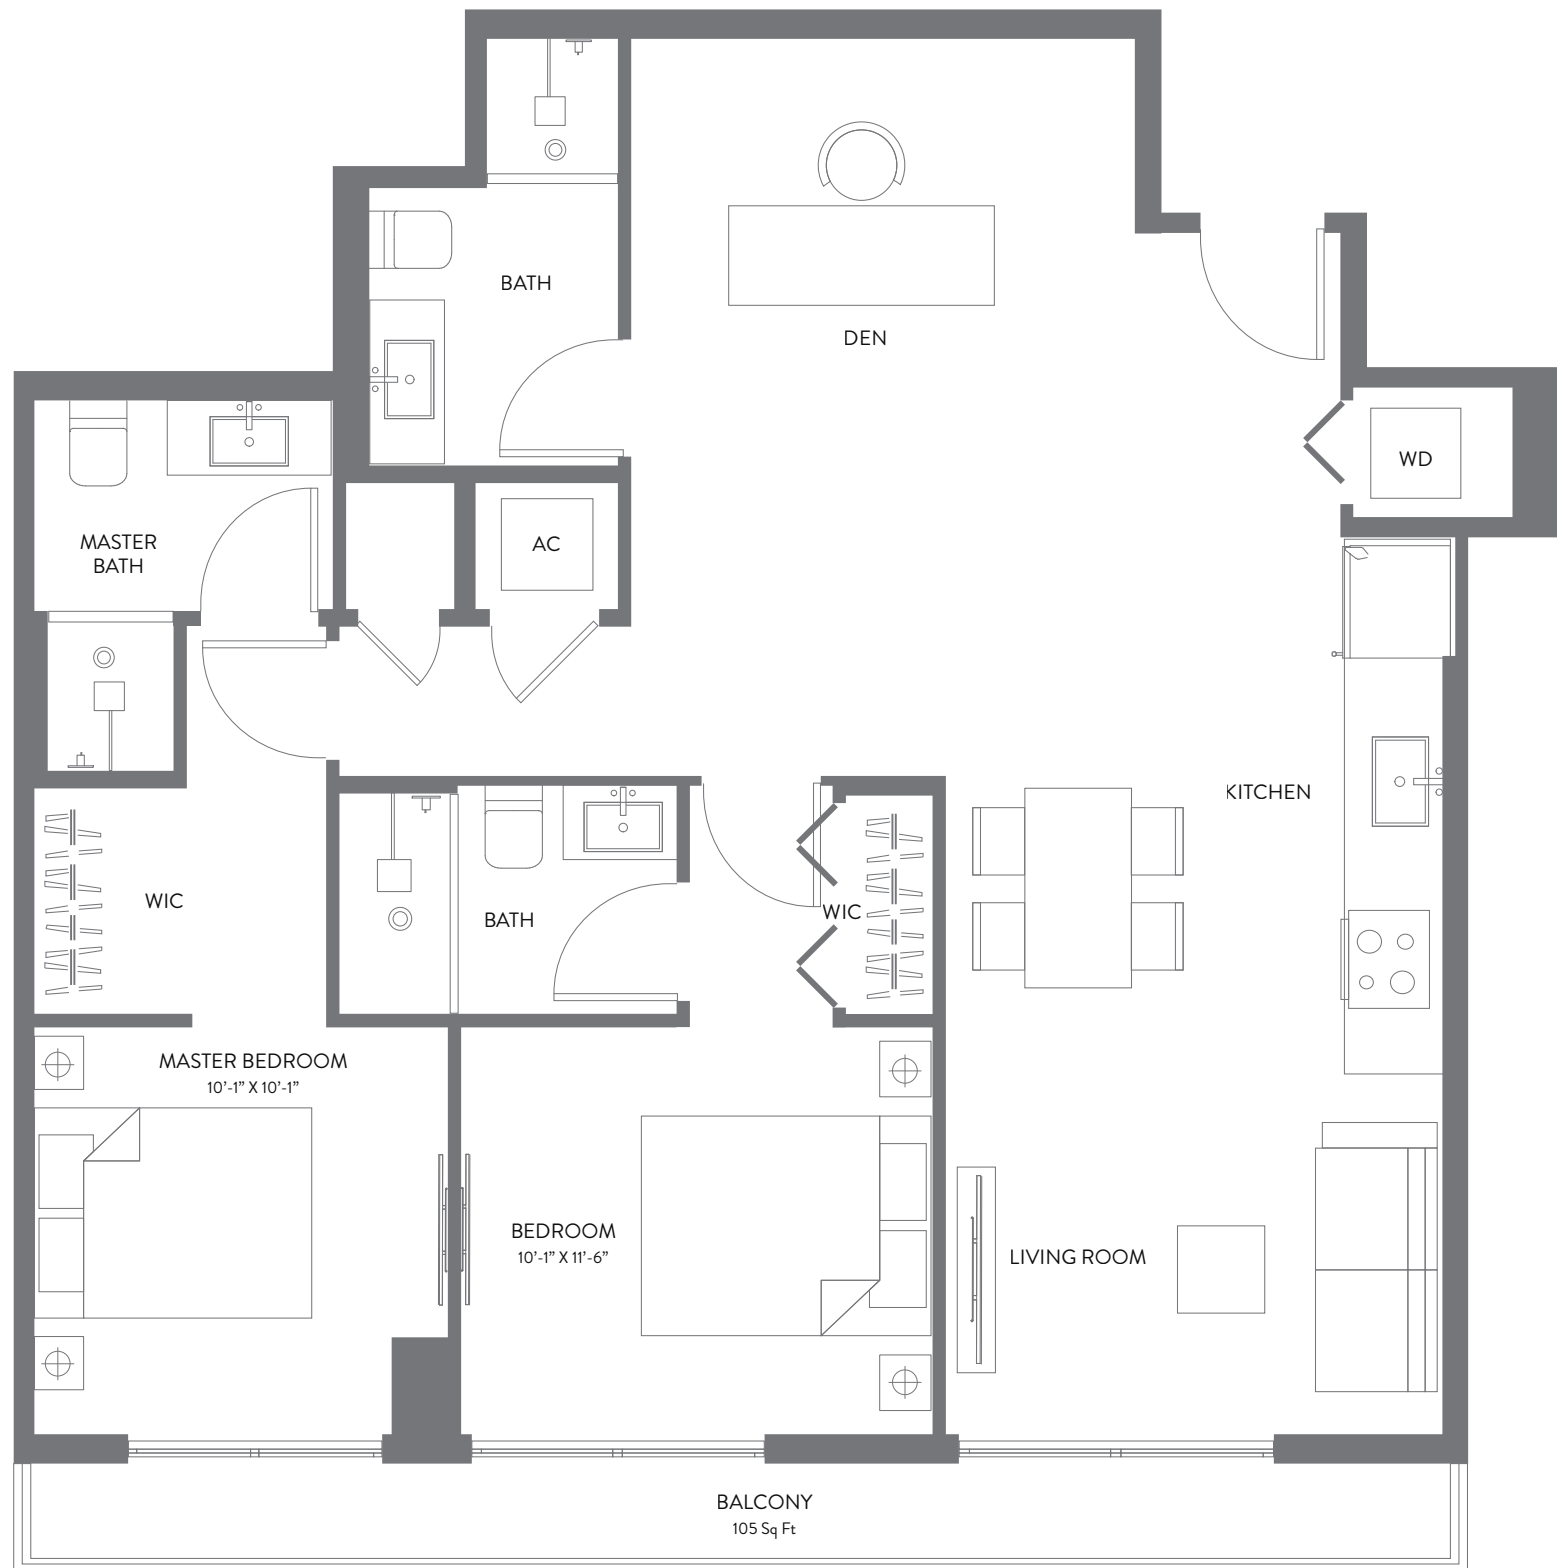 BATH
DEN
WD
AC
MASTER
BATH
KITCHEN
WIC
BATH
WIC
MASTER BEDROOM
10'-1" X 10'-1"
BEDROOM
10'-1" X 11'-6"
LIVING ROOM
BALCONY
105 Sq Ft